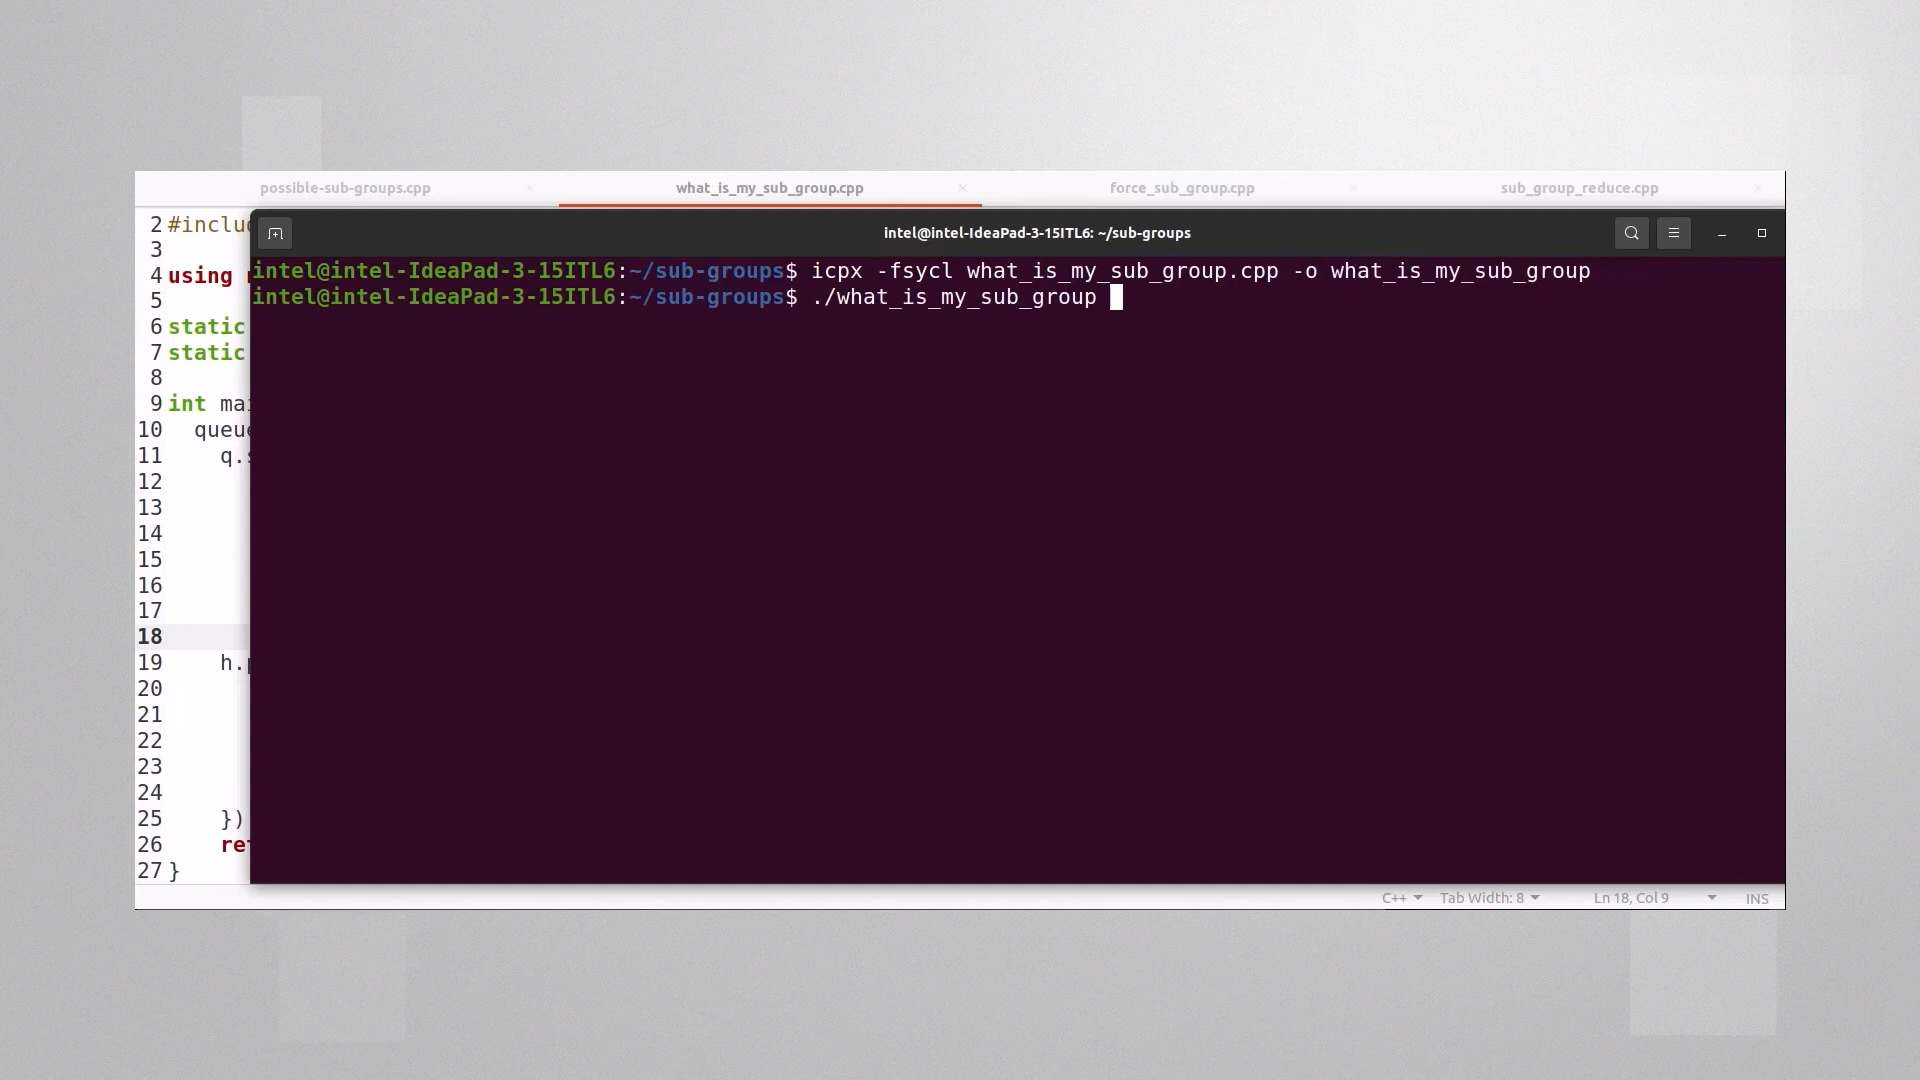 possible-sub-groups.cpp
what_is_my_sub_group.cpp
force_sub_group.cpp
sub_group_reduce.cpp
intel@intel-IdeaPad-3-15ITL6: ~/sub-groups
intel@intel-IdeaPad-3-15ITL6:~/sub-groups$ icpx -fsycl what_is_my_sub_group.cpp -o what_is_my_sub_group
intel@intel-IdeaPad-3-15ITL6:~/sub-groups$ ./what_is_my_sub_group
2 #inclu
3
4 using
5
6 static
7 static
8
9 int mai
10 queue
11 q.s
12
13
14
15
16
17
18
19 h.p
20
21
22
23
24
25 })
26 ret
27 }
C++ Tab Width: 8 Ln 18, Col 9 INS